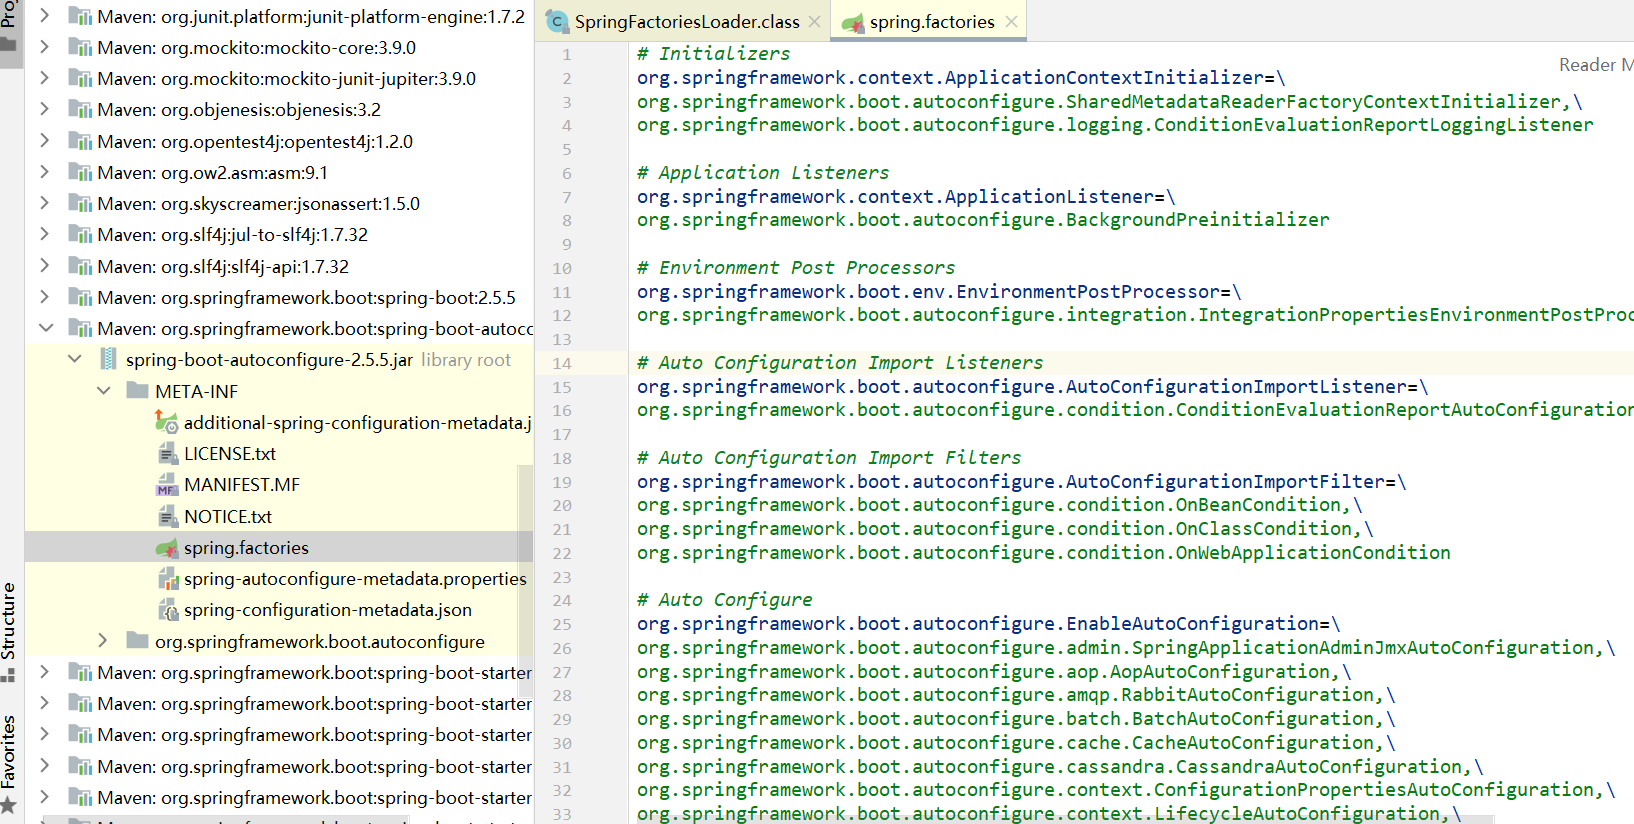 Maven: org.junit.platform:junit-platform-engine:1.7.2
Maven: org.mockito:mockito-core:3.9.0
Maven: org.mockito:mockito-junit-jupiter:3.9.0
Maven: org.objenesis:objenesis:3.2
Maven: org.opentest4j:opentest4j:1.2.0
Maven: org.ow2.asm:asm:9.1
Maven: org.skyscreamer:jsonassert:1.5.0
Maven: org.slf4j:jul-to-slf4j:1.7.32
Maven: org.slf4j:slf4j-api:1.7.32
Maven: org.springframework.boot:spring-boot:2.5.5
Maven: org.springframework.boot:spring-boot-autoc
spring-boot-autoconfigure-2.5.5.jar library root
META-INF
additional-spring-configuration-metadata.j
LICENSE.txt
MANIFEST.MF
NOTICE.txt
spring.factories
spring-autoconfigure-metadata.properties
spring-configuration-metadata.json
org.springframework.boot.autoconfigure
Maven: org.springframework.boot:spring-boot-starter
Maven: org.springframework.boot:spring-boot-starter
Maven: org.springframework.boot:spring-boot-starter
Maven: org.springframework.boot:spring-boot-starter
Maven: org.springframework.boot:spring-boot-starter
Structure
Favorites
SpringFactoriesLoader.class
spring.factories
Reader M
1 # Initializers
2 org.springframework.context.ApplicationContextInitializer=\
3 org.springframework.boot.autoconfigure.SharedMetadataReaderFactoryContextInitializer,\
4 org.springframework.boot.autoconfigure.logging.ConditionEvaluationReportLoggingListener
5
6 # Application Listeners
7 org.springframework.context.ApplicationListener=\
8 org.springframework.boot.autoconfigure.BackgroundPreinitializer
9
10 # Environment Post Processors
11 org.springframework.boot.env.EnvironmentPostProcessor=\
12 org.springframework.boot.autoconfigure.integration.IntegrationPropertiesEnvironmentPostProc
13
14 # Auto Configuration Import Listeners
15 org.springframework.boot.autoconfigure.AutoConfigurationImportListener=\
16 org.springframework.boot.autoconfigure.condition.ConditionEvaluationReportAutoConfiguration
17
18 # Auto Configuration Import Filters
19 org.springframework.boot.autoconfigure.AutoConfigurationImportFilter=\
20 org.springframework.boot.autoconfigure.condition.OnBeanCondition,\
21 org.springframework.boot.autoconfigure.condition.OnClassCondition,\
22 org.springframework.boot.autoconfigure.condition.OnWebApplicationCondition
23
24 # Auto Configure
25 org.springframework.boot.autoconfigure.EnableAutoConfiguration=\
26 org.springframework.boot.autoconfigure.admin.SpringApplicationAdminJmxAutoConfiguration,\
27 org.springframework.boot.autoconfigure.aop.AopAutoConfiguration,\
28 org.springframework.boot.autoconfigure.amqp.RabbitAutoConfiguration,\
29 org.springframework.boot.autoconfigure.batch.BatchAutoConfiguration,\
30 org.springframework.boot.autoconfigure.cache.CacheAutoConfiguration,\
31 org.springframework.boot.autoconfigure.cassandra.CassandraAutoConfiguration,\
32 org.springframework.boot.autoconfigure.context.ConfigurationPropertiesAutoConfiguration,\
33 org.springframework.boot.autoconfigure.context.LifecycleAutoConfiguration,\